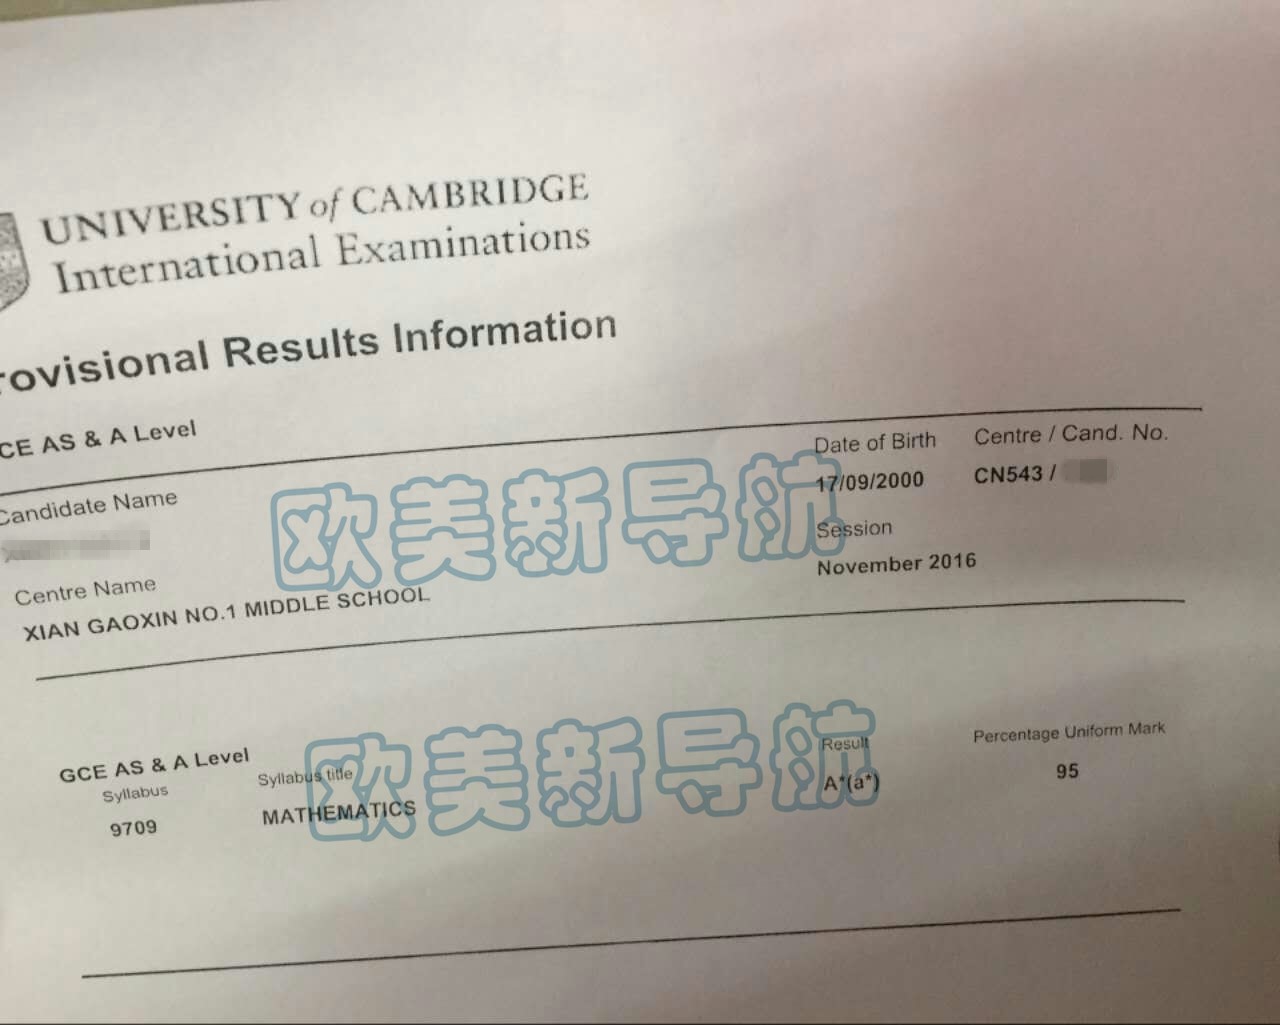 UNIVERSITY of CAMBRIDGE
International Examinations
rovisional Results Information
CE AS & A Level
Candidate Name
Date of Birth
Centre / Cand. No.
17/09/2000
CN543 /
欧美新导航
Centre Name
Session
XIAN GAOXIN NO.1 MIDDLE SCHOOL
November 2016
GCE AS & A Level
Syllabus
Syllabus title
Result
Percentage Uniform Mark
9709
MATHEMATICS
A*(a*)
95
欧美新导航